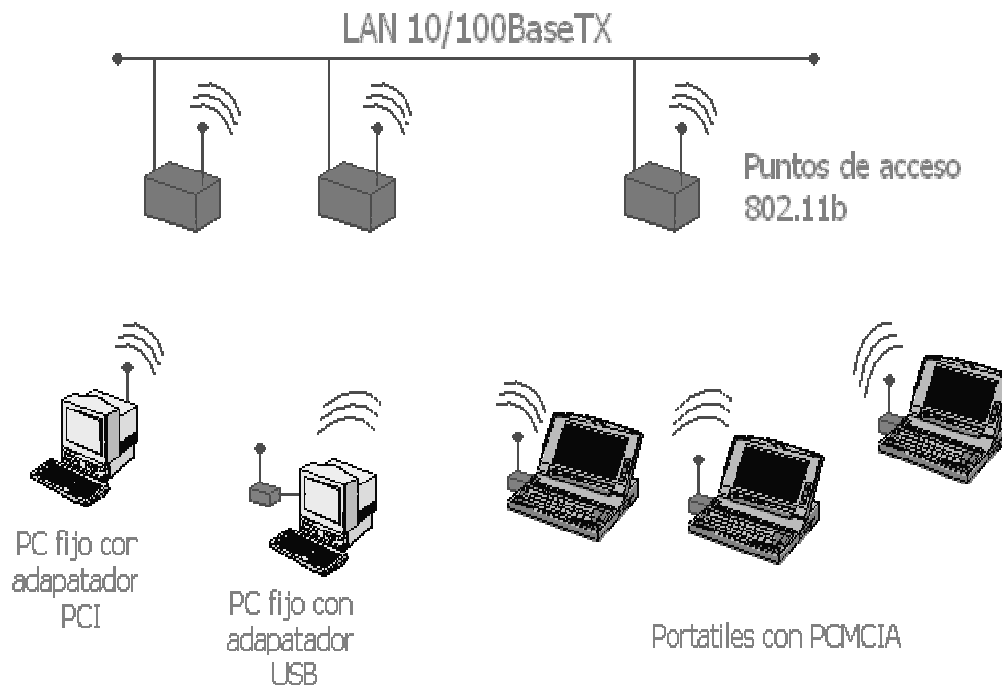 LAN 10/100BaseTX
Puntos de acceso
802.11b
PC fijo con
adapatador
PCI
PC fijo con
adapatador
USB
Portatiles con PCMCIA